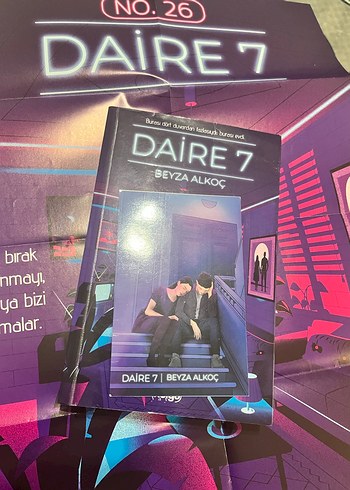 NO. 26
DAİRE 7
Burası dört duvardan fazlasıydı, burası evdi.
DAİRE 7
BEYZA ALKOÇ
bırak
nmayı,
ya bizi
malar.
DAİRE 7 | BEYZA ALKOÇ